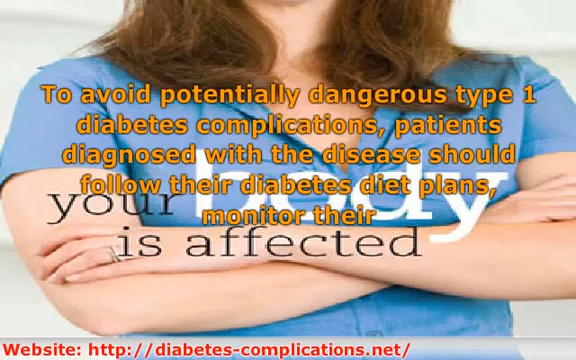 To avoid potentially dangerous type 1
diabetes complications, patients
diagnosed with the disease should
follow their diabetes diet plans,
monitor their
your body
is affected
Website: http://diabetes-complications.net/